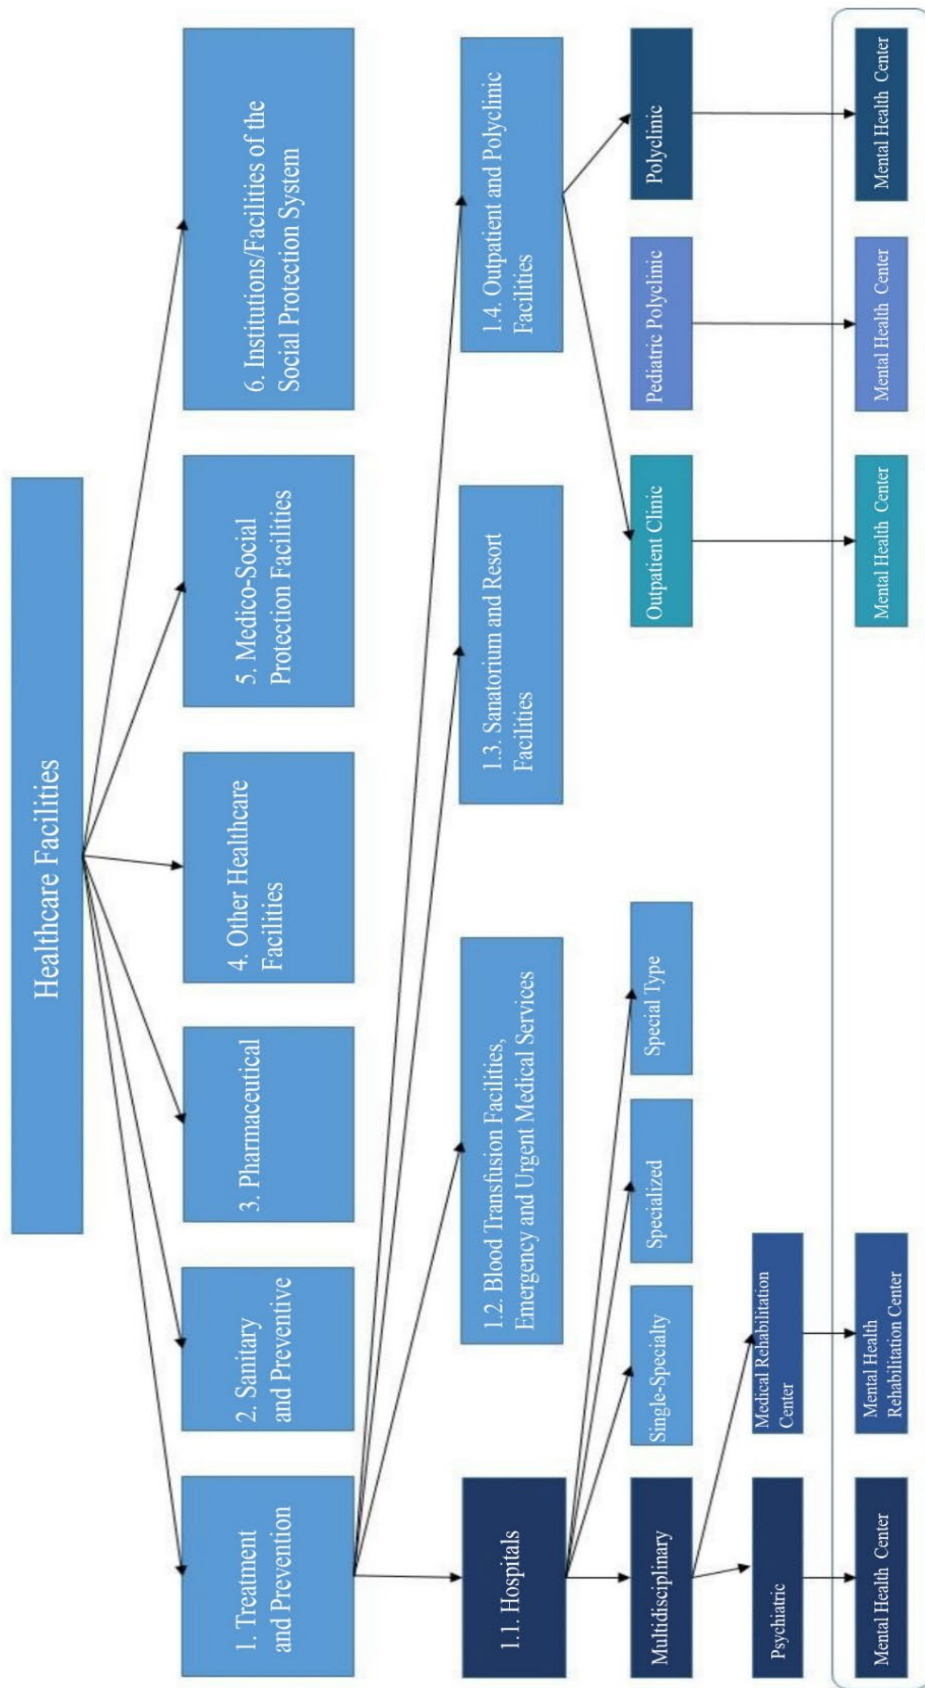 Healthcare Facilities
1. Treatment
and Prevention
2. Sanitary
and Preventive
3. Pharmaceutical
4. Other Healthcare
Facilities
5. Medico-Social
Protection Facilities
6. Institutions/Facilities of the
Social Protection System
1.1. Hospitals
1.2. Blood Transfusion Facilities,
Emergency and Urgent Medical Services
1.3. Sanatorium and Resort
Facilities
1.4. Outpatient and Polyclinic
Facilities
Multidisciplinary
Single-Specialty
Specialized
Special Type
Outpatient Clinic
Pediatric Polyclinic
Polyclinic
Psychiatric
Medical Rehabilitation
Center
Mental Health Center
Mental Health
Rehabilitation Center
Mental Health Center
Mental Health Center
Mental Health Center